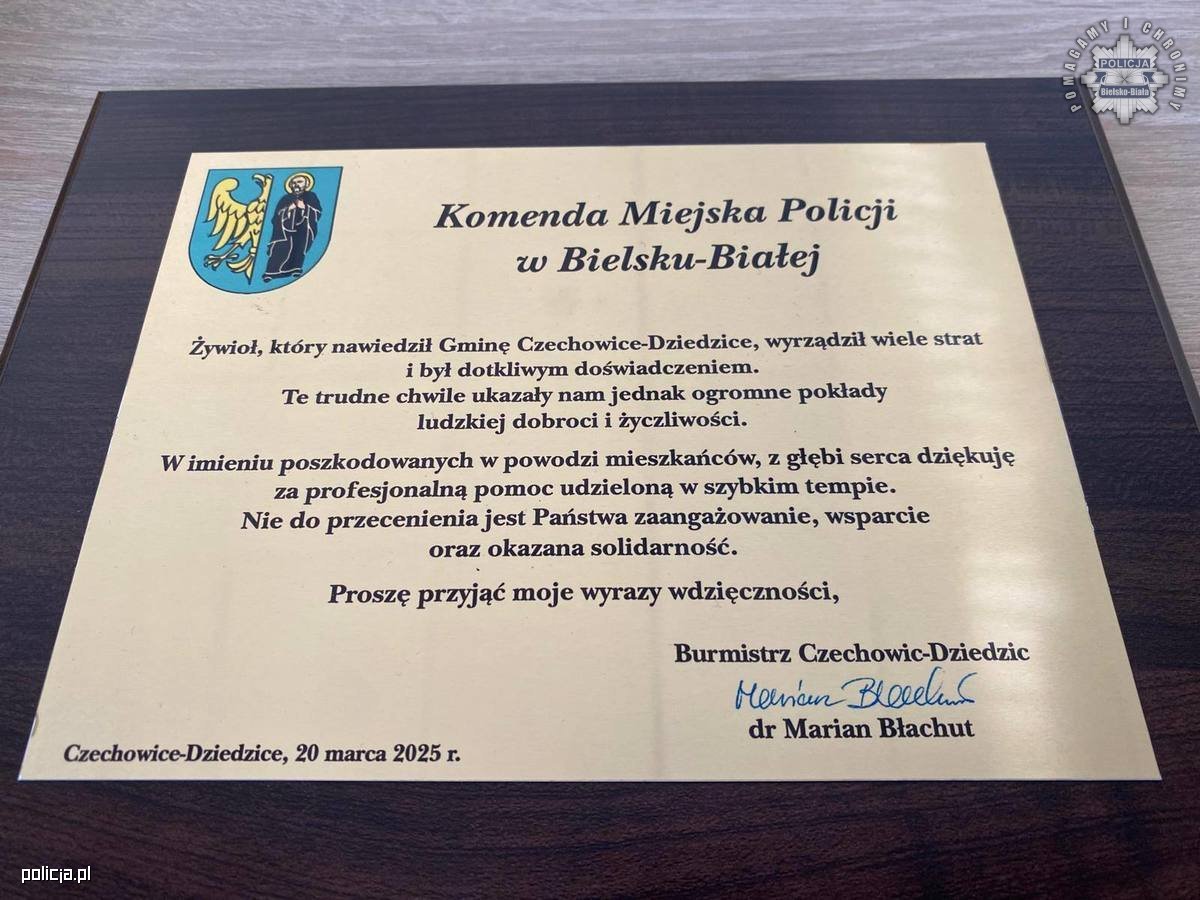 POMAGAMY I CHRONIMY
POLICJA
Bielsko-Biała
Komenda Miejska Policji
w Bielsku-Białej
Żywioł, który nawiedził Gminę Czechowice-Dziedzice, wyrządził wiele strat
i był dotkliwym doświadczeniem.
Te trudne chwile ukazały nam jednak ogromne pokłady
ludzkiej dobroci i życzliwości.
W imieniu poszkodowanych w powodzi mieszkańców, z głębi serca dziękuję
za profesjonalną pomoc udzieloną w szybkim tempie.
Nie do przecenienia jest Państwa zaangażowanie, wsparcie
oraz okazana solidarność.
Proszę przyjąć moje wyrazy wdzięczności,
Burmistrz Czechowic-Dziedzic
Marian Błachut
dr Marian Błachut
Czechowice-Dziedzice, 20 marca 2025 r.
policja.pl